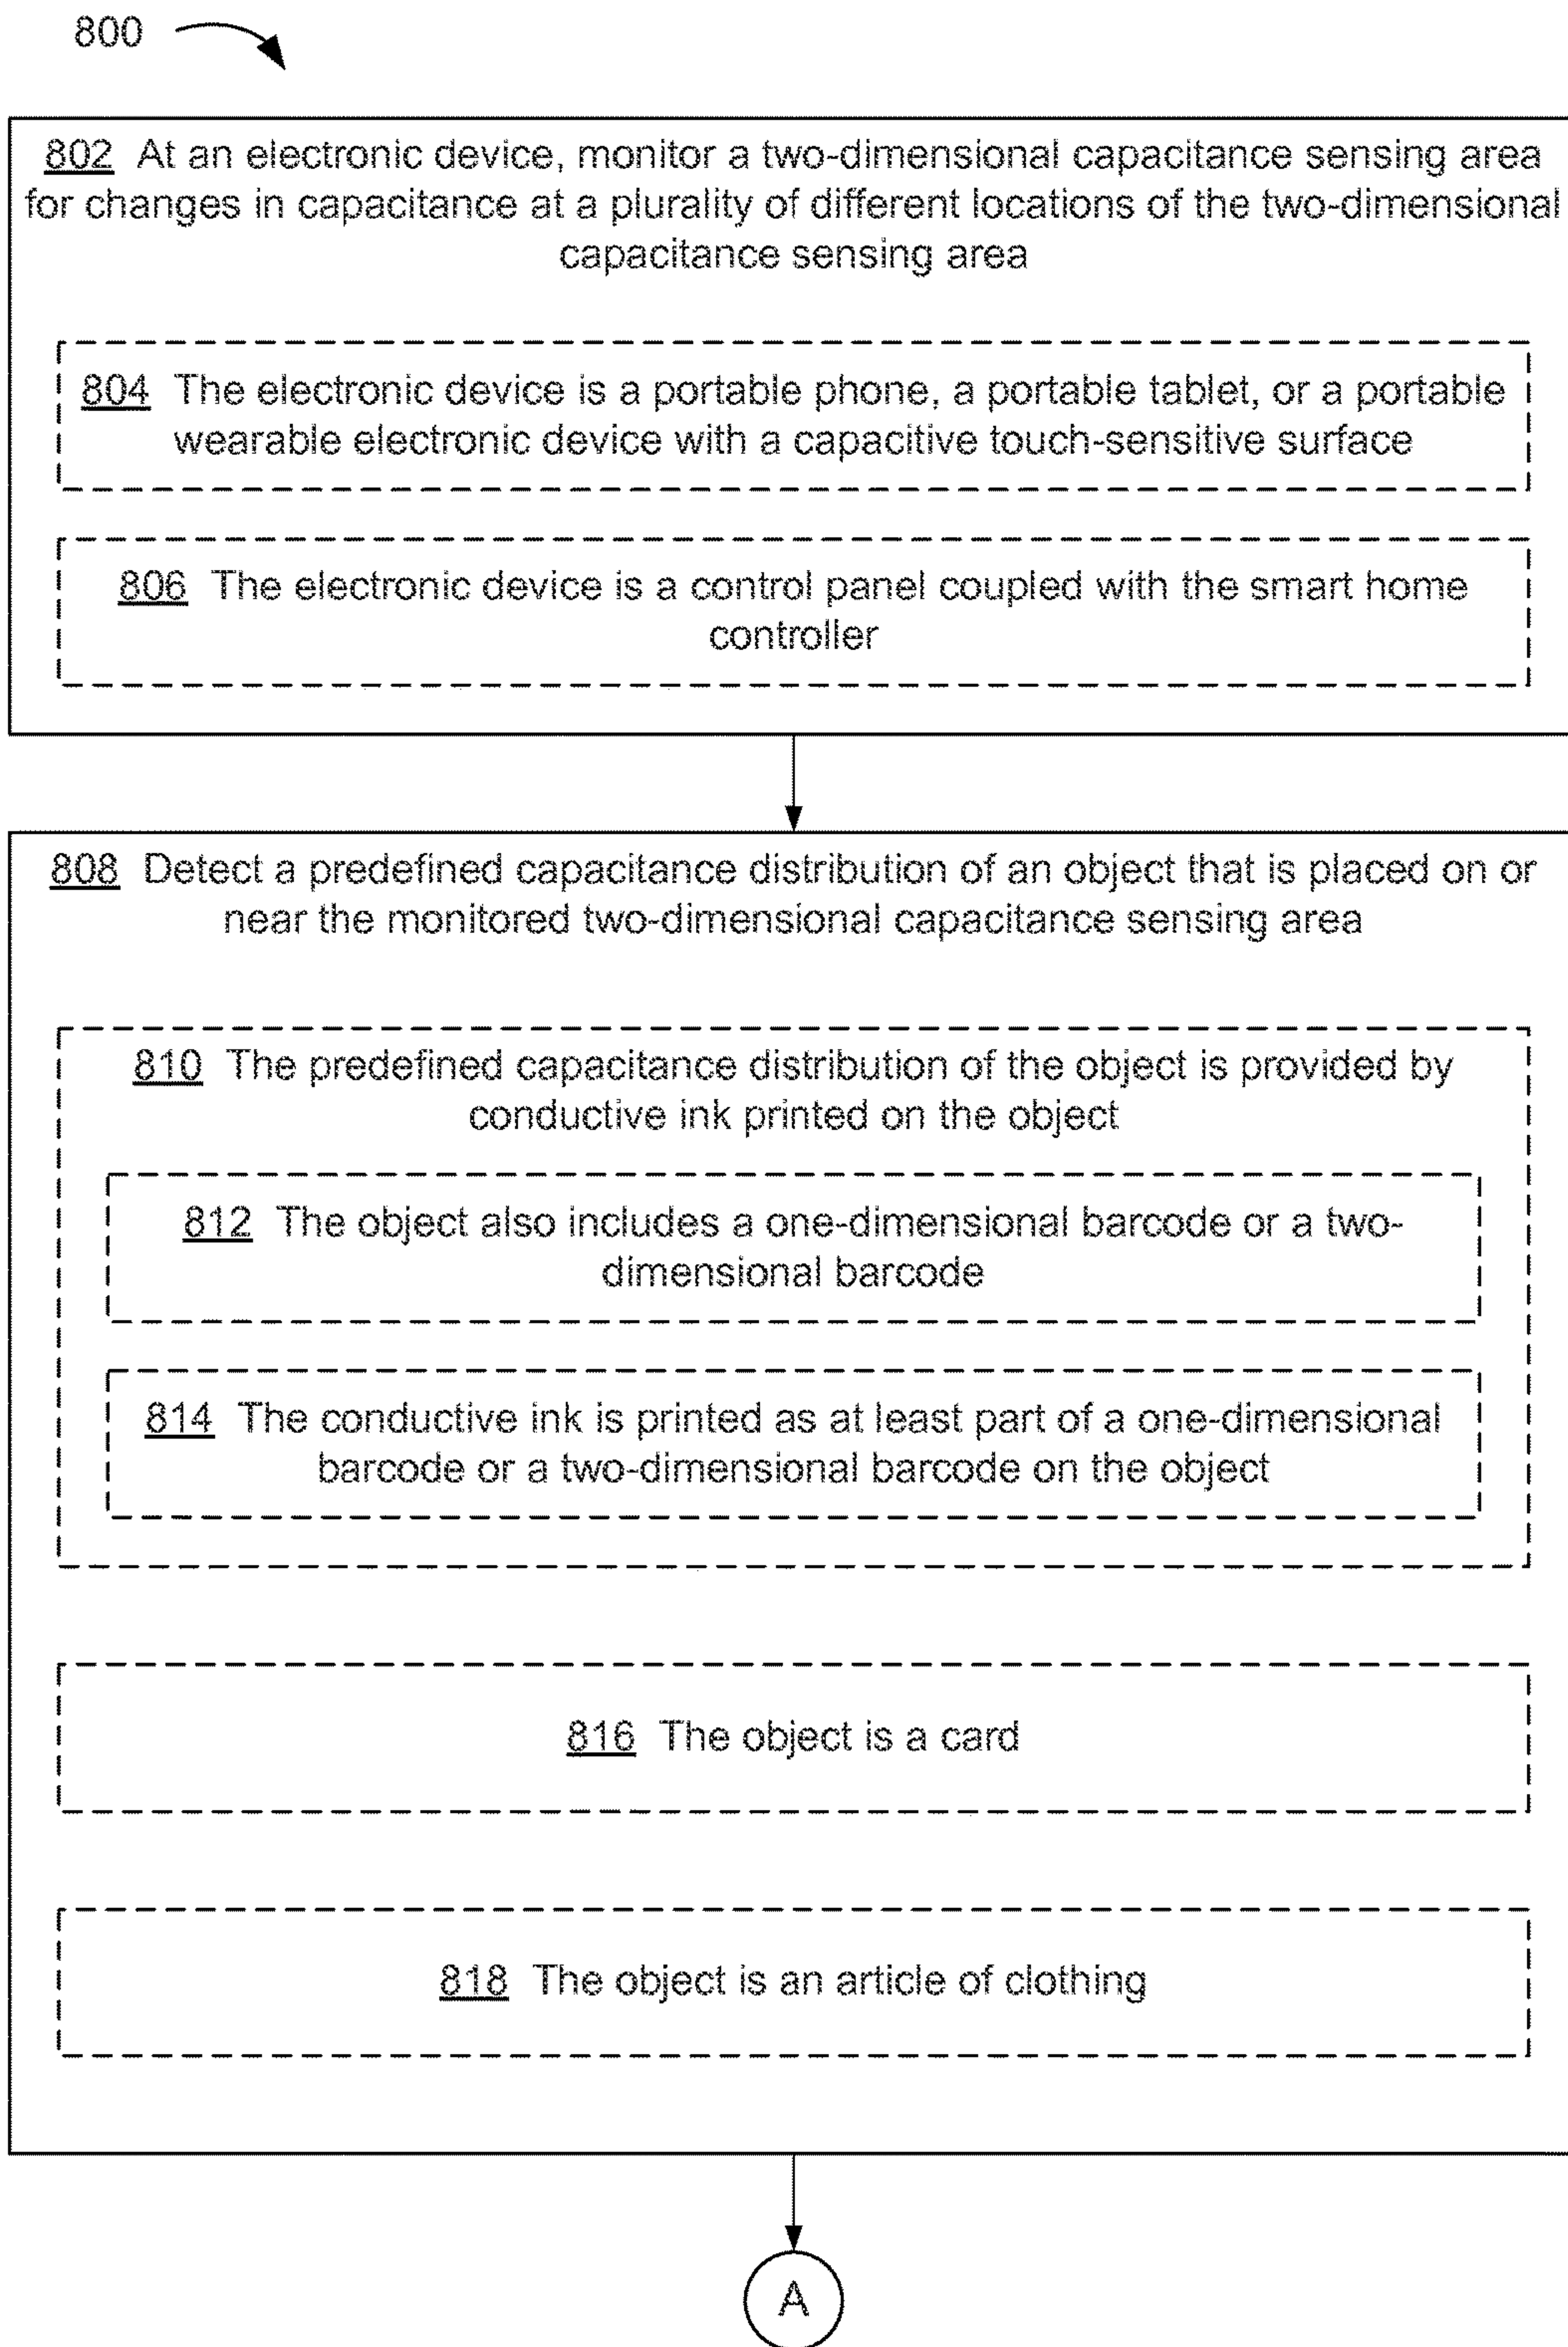 800
802 At an electronic device, monitor a two-dimensional capacitance sensing area
for changes in capacitance at a plurality of different locations of the two-dimensional
capacitance sensing area
804 The electronic device is a portable phone, a portable tablet, or a portable
wearable electronic device with a capacitive touch-sensitive surface
806 The electronic device is a control panel coupled with the smart home
controller
808 Detect a predefined capacitance distribution of an object that is placed on or
near the monitored two-dimensional capacitance sensing area
810 The predefined capacitance distribution of the object is provided by
conductive ink printed on the object
812 The object also includes a one-dimensional barcode or a two-
dimensional barcode
814 The conductive ink is printed as at least part of a one-dimensional
barcode or a two-dimensional barcode on the object
816 The object is a card
818 The object is an article of clothing
A